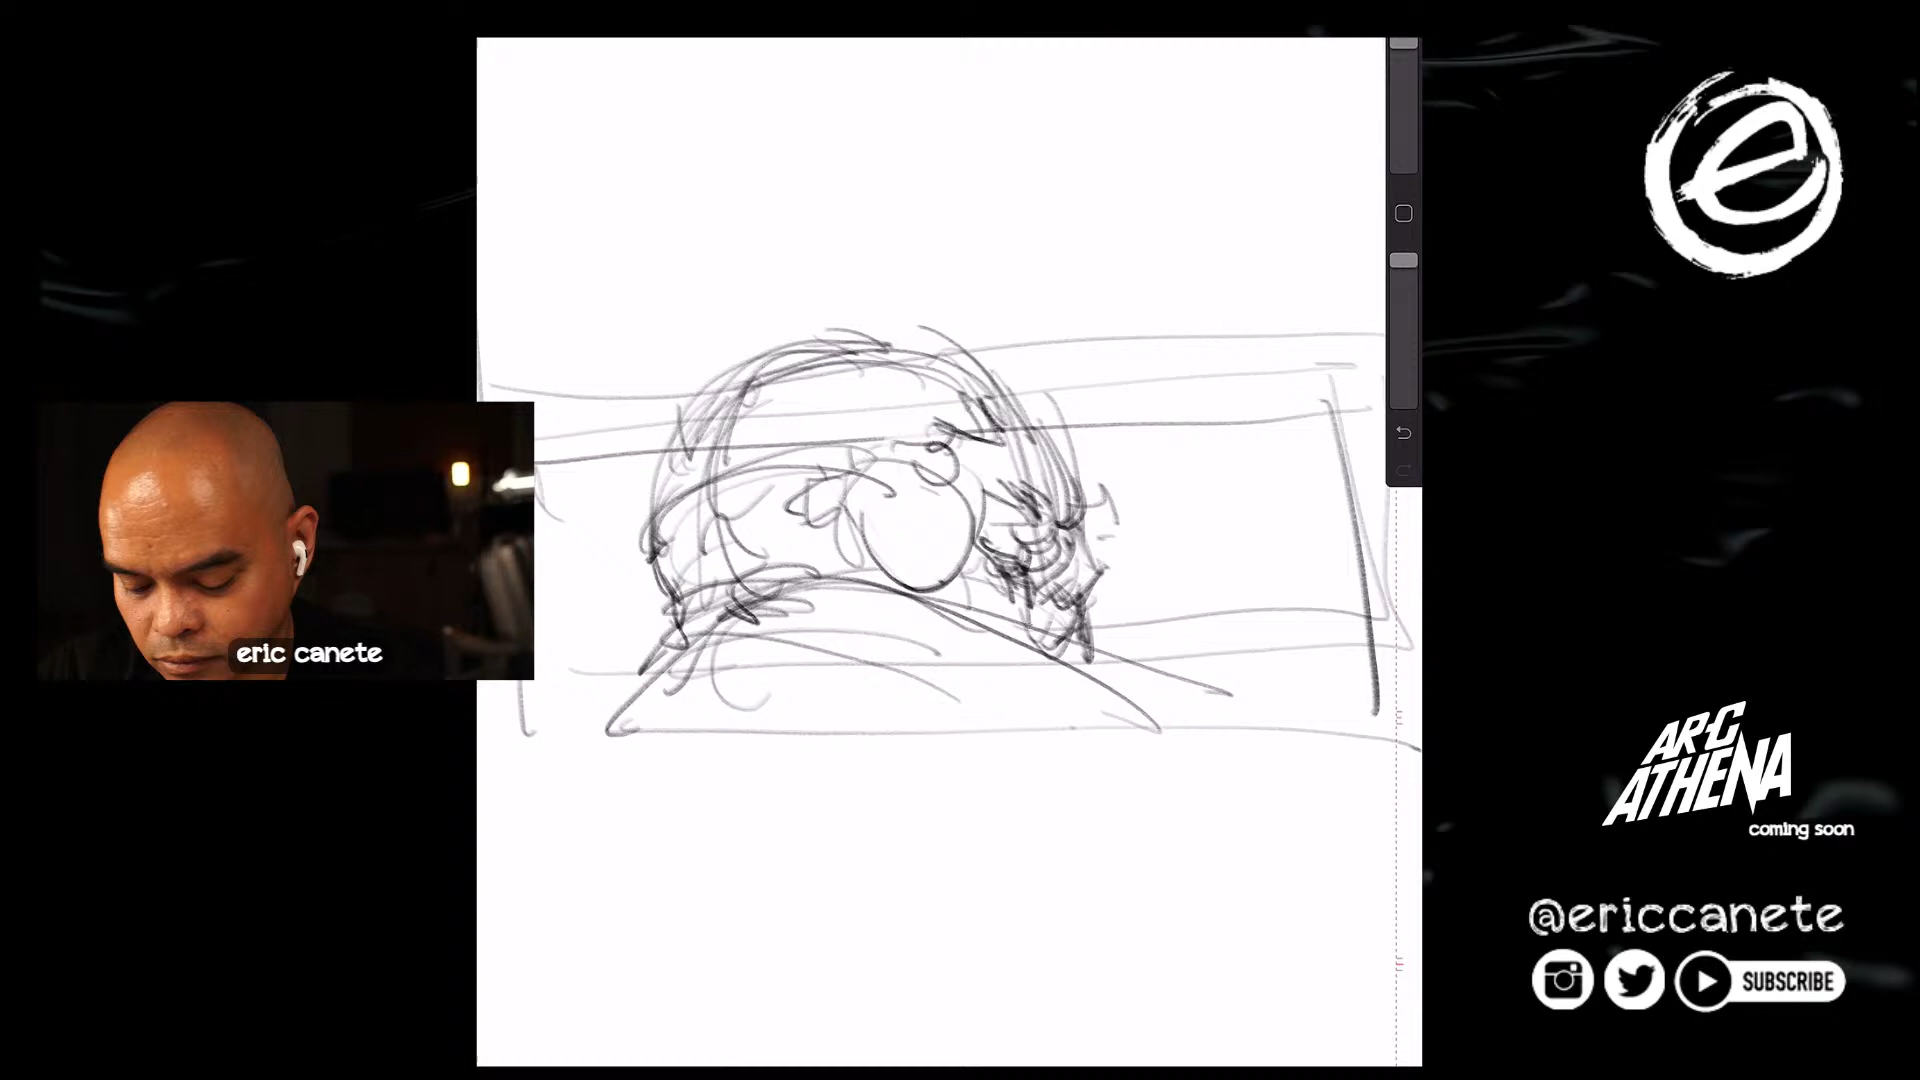 e
eric canete
ARC
ATHENA
coming soon
@ericcanete
SUBSCRIBE